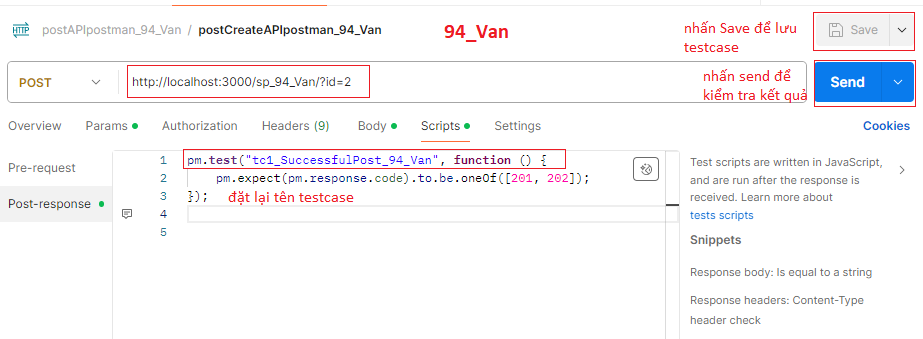 HTTP postAPIpostman_94_Van / postCreateAPIpostman_94_Van
94_Van
nhấn Save để lưu
testcase
Save
POST
http://localhost:3000/sp_94_Van/?id=2
nhấn send để
kiểm tra kết quả
Send
Overview Params Authorization Headers (9) Body Scripts Settings Cookies
Pre-request
Post-response
1 pm.test("tc1_SuccessfulPost_94_Van", function () {
2 pm.expect(pm.response.code).to.be.oneOf([201, 202]);
3 });
đặt lại tên testcase
4
5
Test scripts are written in JavaScript,
and are run after the response is
received. Learn more about
tests scripts
Snippets
Response body: Is equal to a string
Response headers: Content-Type
header check